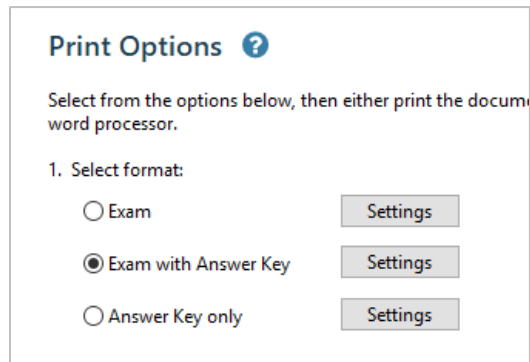 Print Options ?
Select from the options below, then either print the docum
word processor.
1. Select format:
Exam Settings
Exam with Answer Key Settings
Answer Key only Settings